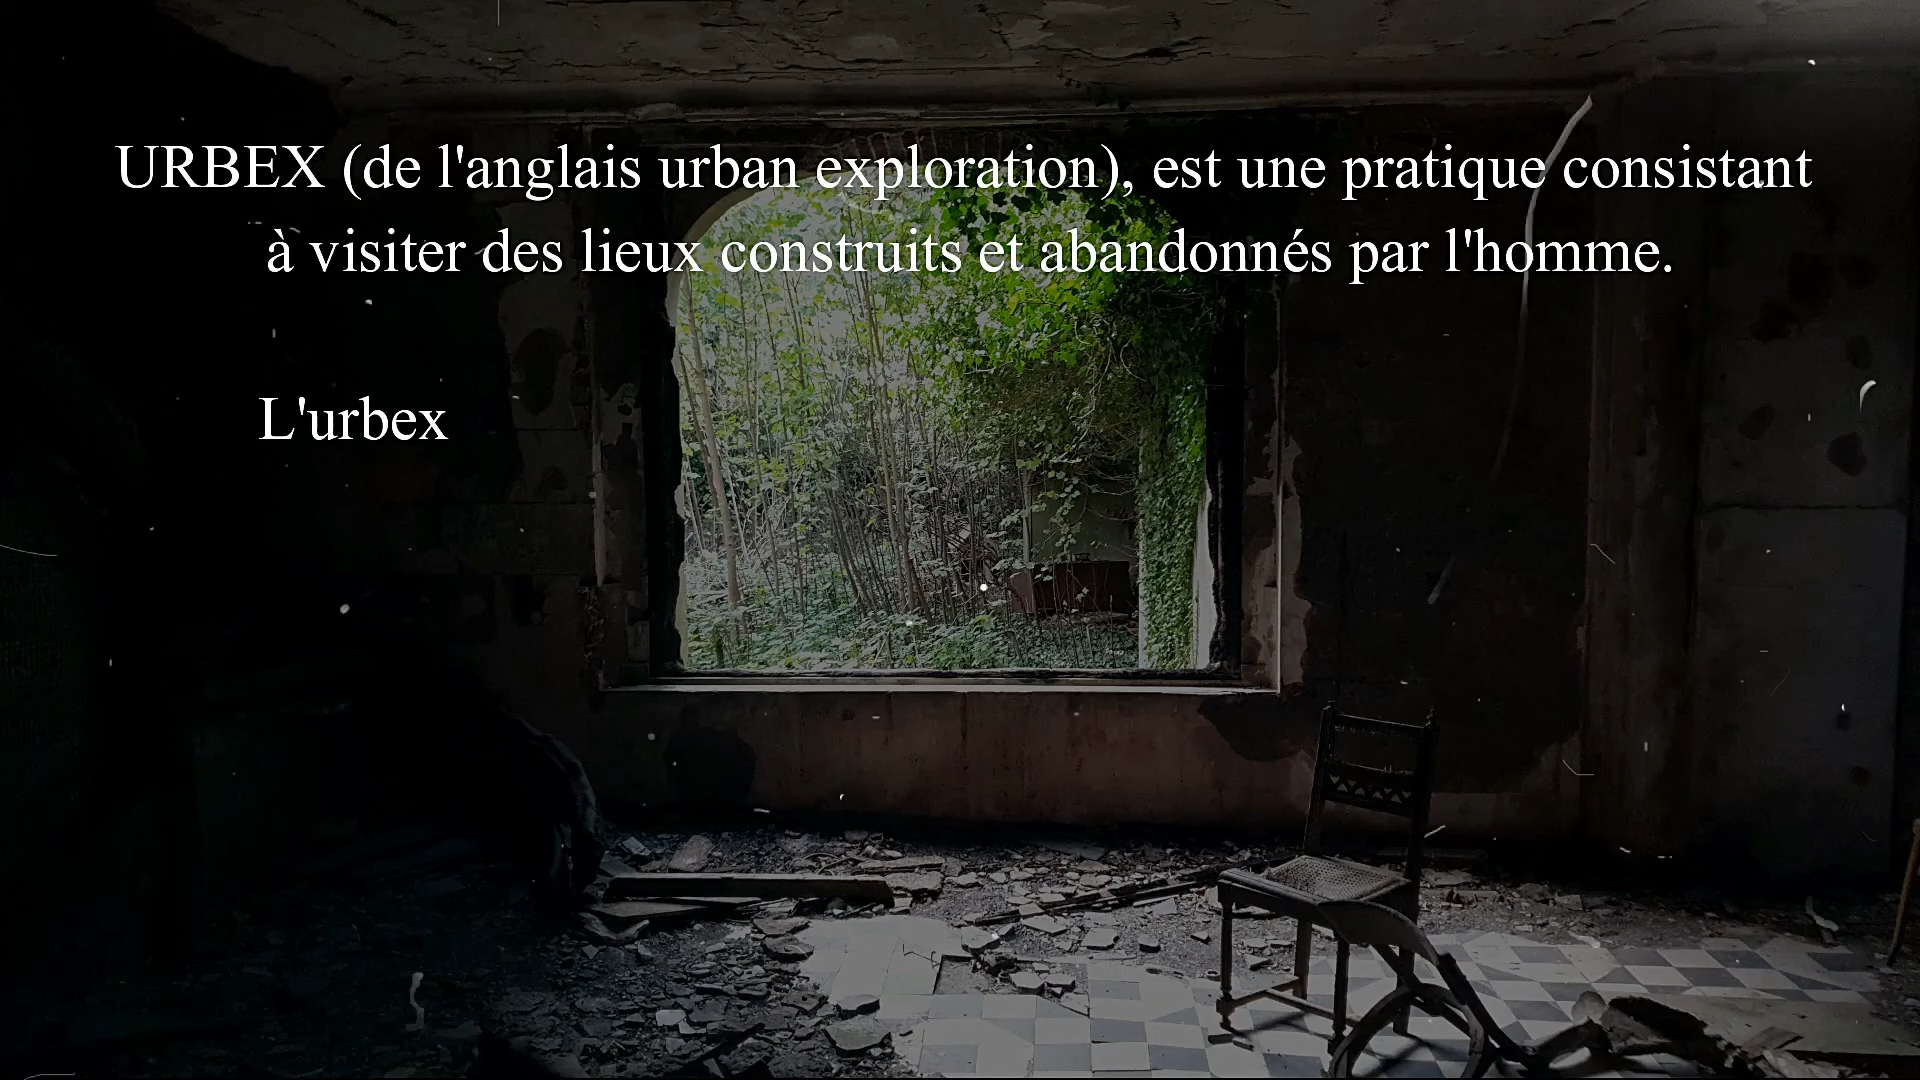 URBEX (de l'anglais urban exploration), est une pratique consistant
à visiter des lieux construits et abandonnés par l'homme.
L'urbex